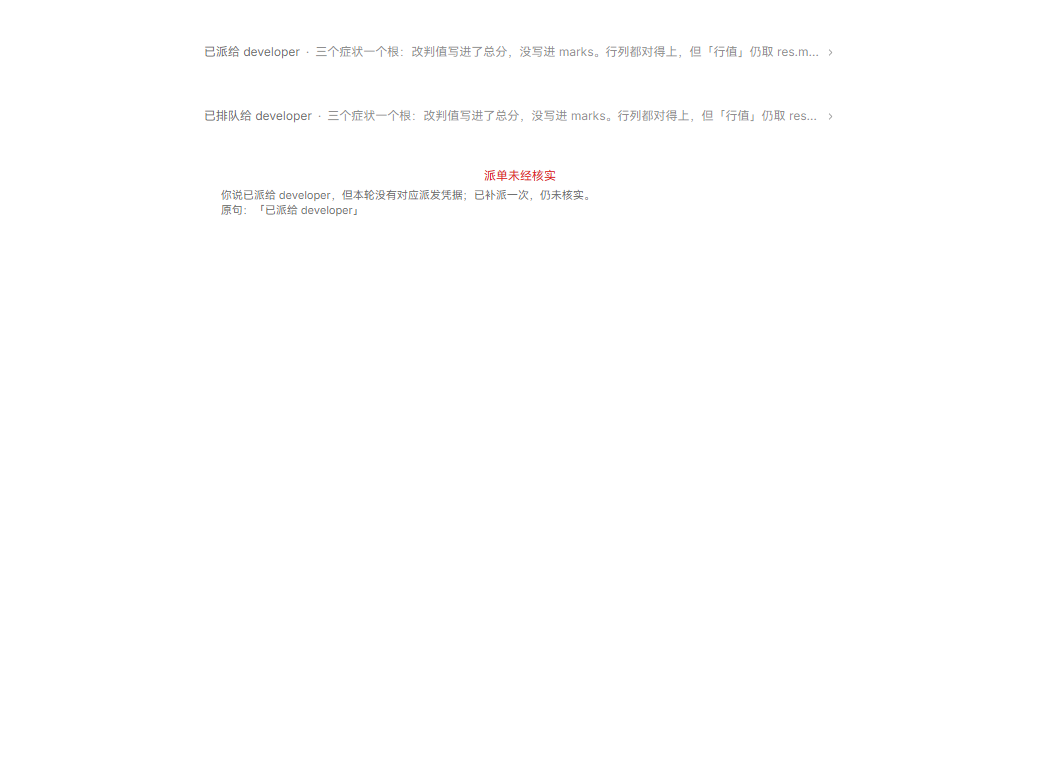 已派给 developer · 三个症状一个根：改判值写进了总分，没写进 marks。行列都对得上，但「行值」仍取 res.m... ›
已排队给 developer · 三个症状一个根：改判值写进了总分，没写进 marks。行列都对得上，但「行值」仍取 res... ›
派单未经核实
你说已派给 developer，但本轮没有对应派发凭据；已补派一次，仍未核实。
原句：「已派给 developer」